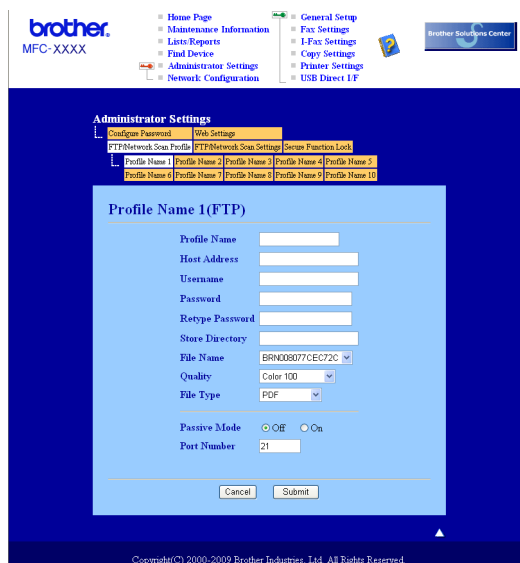 brother.
MFC-XXXX
Home Page
Maintenance Information
Lists/Reports
Find Device
Administrator Settings
Network Configuration
General Setup
Fax Settings
I-Fax Settings
Copy Settings
Printer Settings
USB Direct I/F
Brother Solutions Center
Administrator Settings
Configure Password Web Settings
FTP/Network Scan Profile FTP/Network Scan Settings Secure Function Lock
Profile Name 1 Profile Name 2 Profile Name 3 Profile Name 4 Profile Name 5
Profile Name 6 Profile Name 7 Profile Name 8 Profile Name 9 Profile Name 10
Profile Name 1(FTP)
Profile Name
Host Address
Username
Password
Retype Password
Store Directory
File Name BRN008077CEC72C
Quality Color 100
File Type PDF
Passive Mode Off On
Port Number 21
Cancel Submit
Copyright(C) 2000-2009 Brother Industries, Ltd. All Rights Reserved.